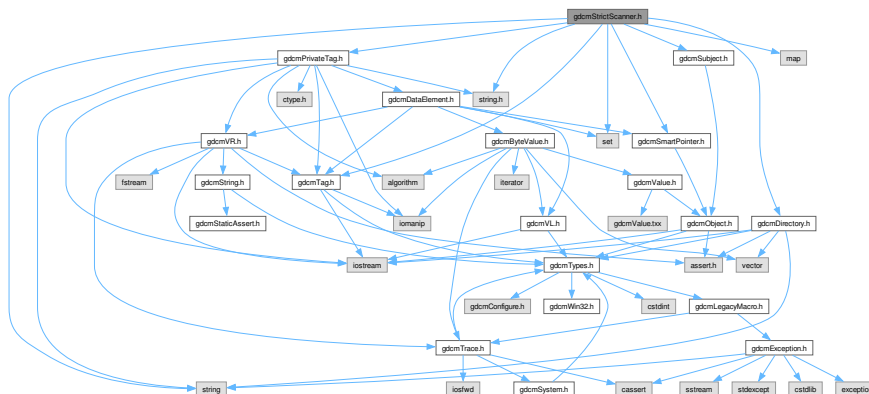 gdcmStrictScanner.h
gdcmPrivateTag.h
gdcmSubject.h
map
ctype.h
gdcmDataElement.h
string.h
gdcmVR.h
gdcmByteValue.h
set
gdcmSmartPointer.h
fstream
gdcmString.h
gdcmTag.h
algorithm
iterator
gdcmValue.h
gdcmStaticAssert.h
iomanip
gdcmVL.h
gdcmValue.txx
gdcmObject.h
gdcmDirectory.h
iostream
gdcmTypes.h
assert.h
vector
gdcmConfigure.h
gdcmWin32.h
cstdint
gdcmLegacyMacro.h
gdcmTrace.h
gdcmException.h
string
iosfwd
gdcmSystem.h
cassert
sstream
stdexcept
cstdlib
exception